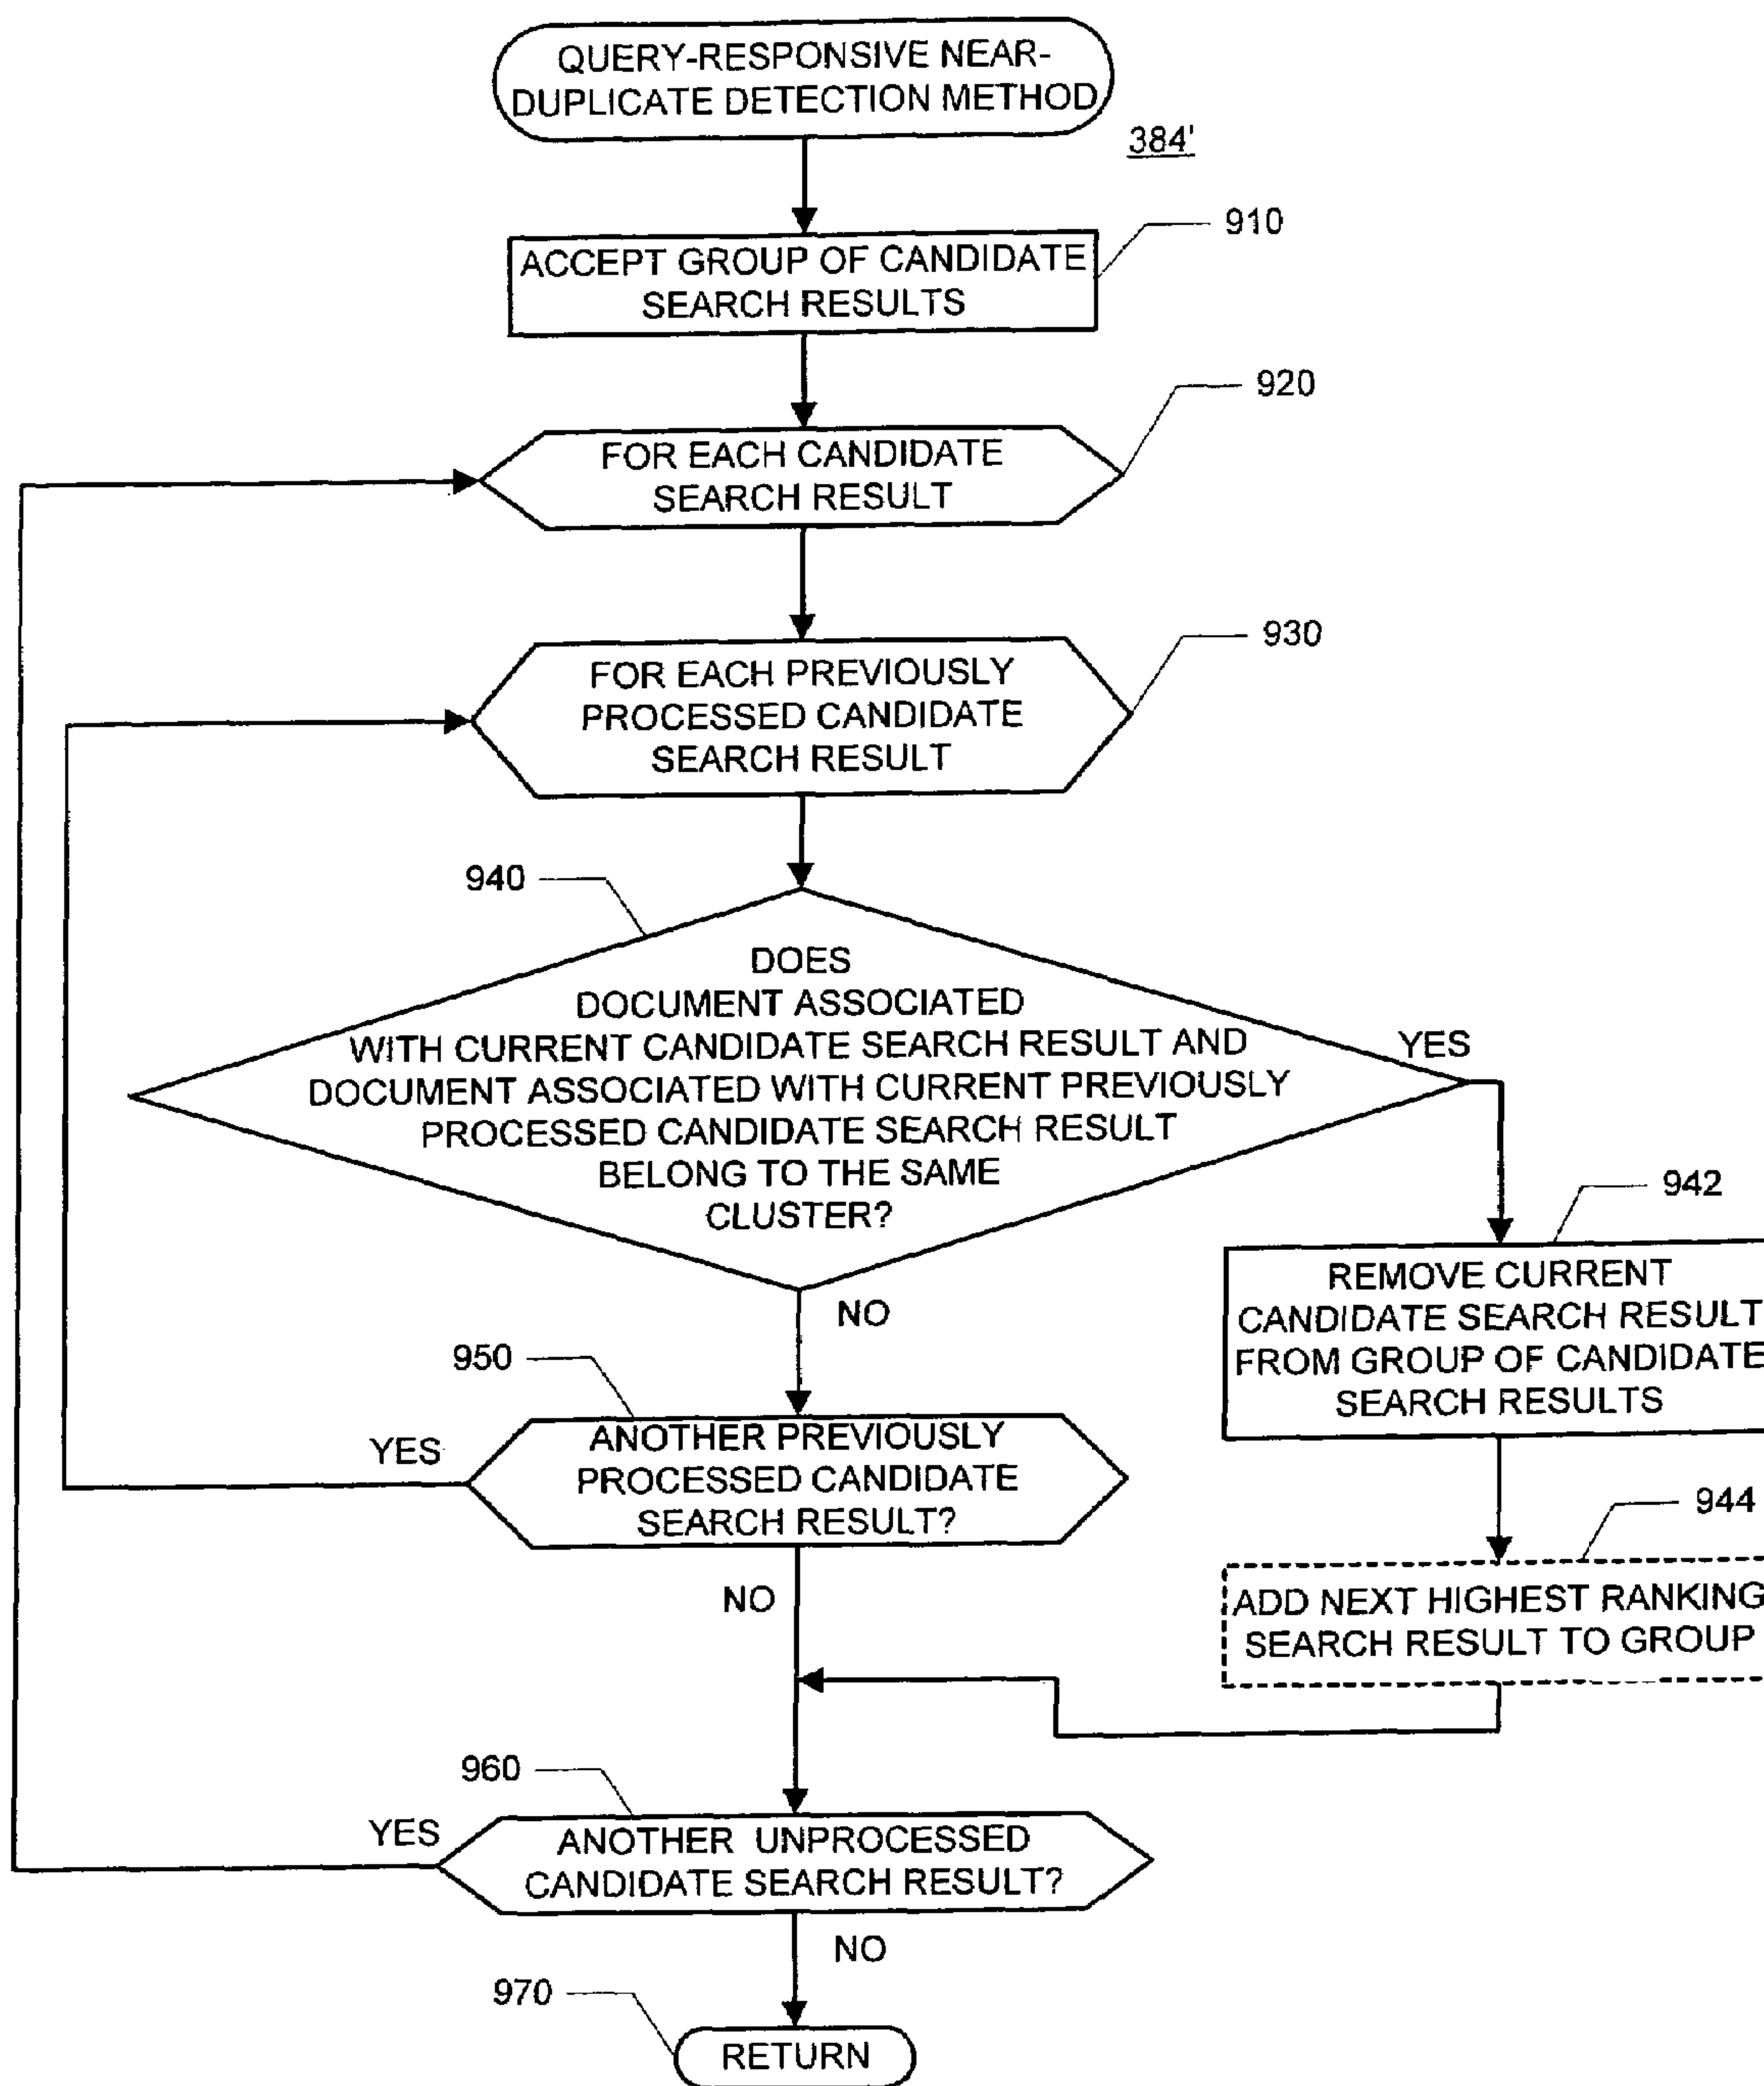 QUERY-RESPONSIVE NEAR-
DUPLICATE DETECTION METHOD
384'
910
ACCEPT GROUP OF CANDIDATE
SEARCH RESULTS
920
FOR EACH CANDIDATE
SEARCH RESULT
930
FOR EACH PREVIOUSLY
PROCESSED CANDIDATE
SEARCH RESULT
940
DOES
DOCUMENT ASSOCIATED
WITH CURRENT CANDIDATE SEARCH RESULT AND
DOCUMENT ASSOCIATED WITH CURRENT PREVIOUSLY
PROCESSED CANDIDATE SEARCH RESULT
BELONG TO THE SAME
CLUSTER?
YES
942
REMOVE CURRENT
CANDIDATE SEARCH RESULT
FROM GROUP OF CANDIDATE
SEARCH RESULTS
NO
950
ANOTHER PREVIOUSLY
PROCESSED CANDIDATE
SEARCH RESULT?
YES
944
ADD NEXT HIGHEST RANKING
SEARCH RESULT TO GROUP
NO
960
YES
ANOTHER UNPROCESSED
CANDIDATE SEARCH RESULT?
NO
970
RETURN